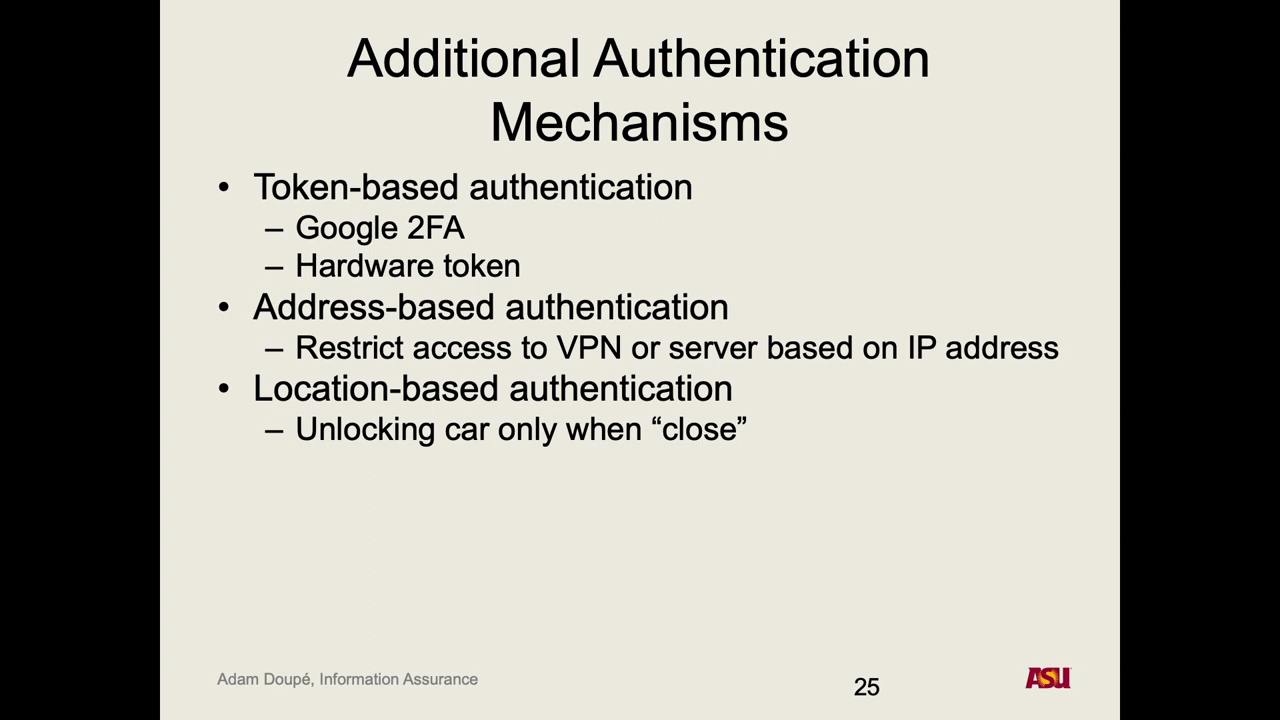 Additional Authentication
Mechanisms
• Token-based authentication
– Google 2FA
– Hardware token
• Address-based authentication
– Restrict access to VPN or server based on IP address
• Location-based authentication
– Unlocking car only when “close”
Adam Doupé, Information Assurance
25
ASU